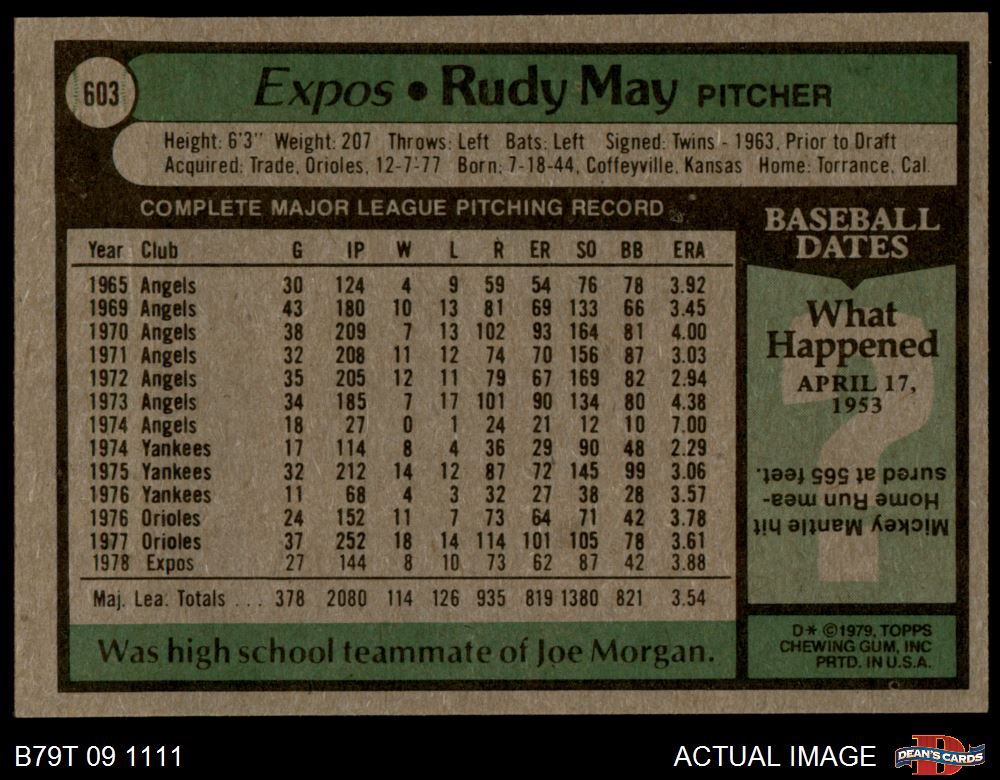 603
Expos • Rudy May PITCHER
Height: 6'3" Weight: 207 Throws: Left Bats: Left Signed: Twins - 1963, Prior to Draft
Acquired: Trade, Orioles, 12-7-77 Born: 7-18-44, Coffeyville, Kansas Home: Torrance, Cal.
COMPLETE MAJOR LEAGUE PITCHING RECORD
Year Club G IP W L R ER SO BB ERA
1965 Angels 30 124 4 9 59 54 76 78 3.92
1969 Angels 43 180 10 13 81 69 133 66 3.45
1970 Angels 38 209 7 13 102 93 164 81 4.00
1971 Angels 32 208 11 12 74 70 156 87 3.03
1972 Angels 35 205 12 11 79 67 169 82 2.94
1973 Angels 34 185 7 17 101 90 134 80 4.38
1974 Angels 18 27 0 1 24 21 12 10 7.00
1974 Yankees 17 114 8 4 36 29 90 48 2.29
1975 Yankees 32 212 14 12 87 72 145 99 3.06
1976 Yankees 11 68 4 3 32 27 38 28 3.57
1976 Orioles 24 152 11 7 73 64 71 42 3.78
1977 Orioles 37 252 18 14 114 101 105 78 3.61
1978 Expos 27 144 8 10 73 62 87 42 3.88
Maj. Lea. Totals ... 378 2080 114 126 935 819 1380 821 3.54
Was high school teammate of Joe Morgan.
BASEBALL
DATES
What
Happened
APRIL 17,
1953
?
Mickey Mantle hit
Home Run mea-
sured at 565 feet.
D* ©1979, TOPPS
CHEWING GUM, INC
PRTD. IN U.S.A.
B79T 09 1111
ACTUAL IMAGE
D
DEAN'S CARDS